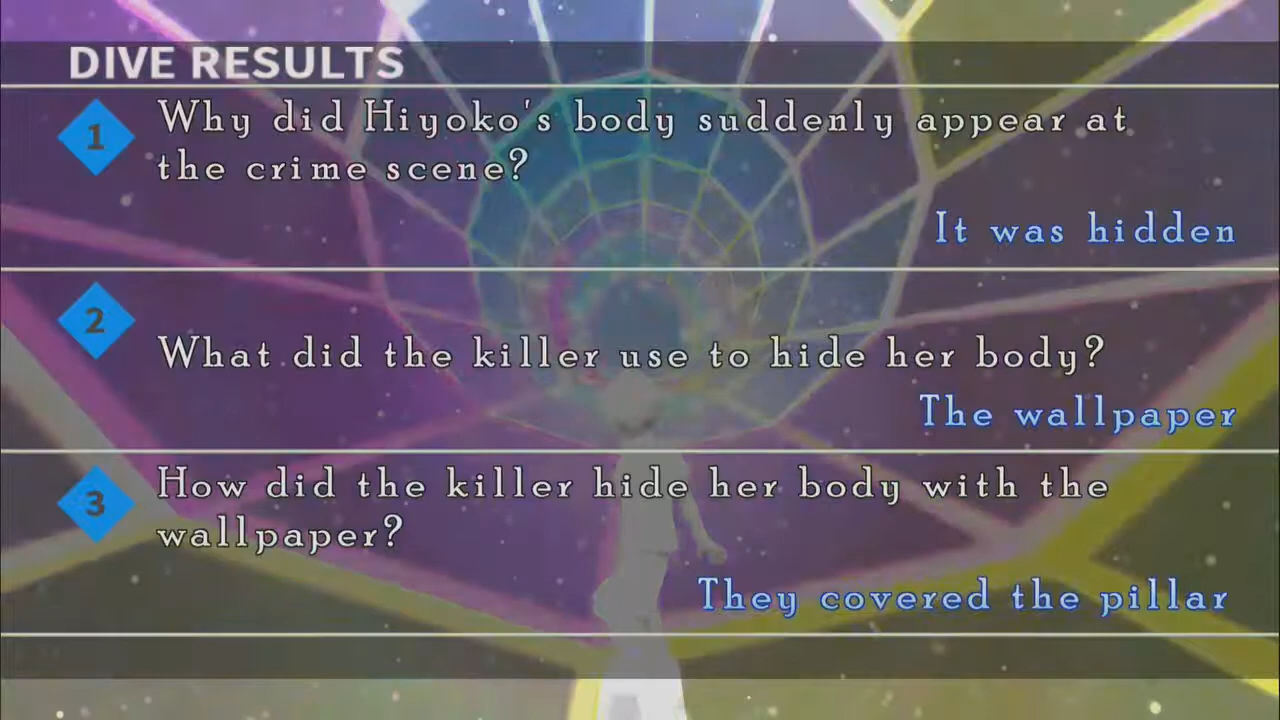 DIVE RESULTS
1
Why did Hiyoko's body suddenly appear at
the crime scene?
It was hidden
2
What did the killer use to hide her body?
The wallpaper
3
How did the killer hide her body with the
wallpaper?
They covered the pillar